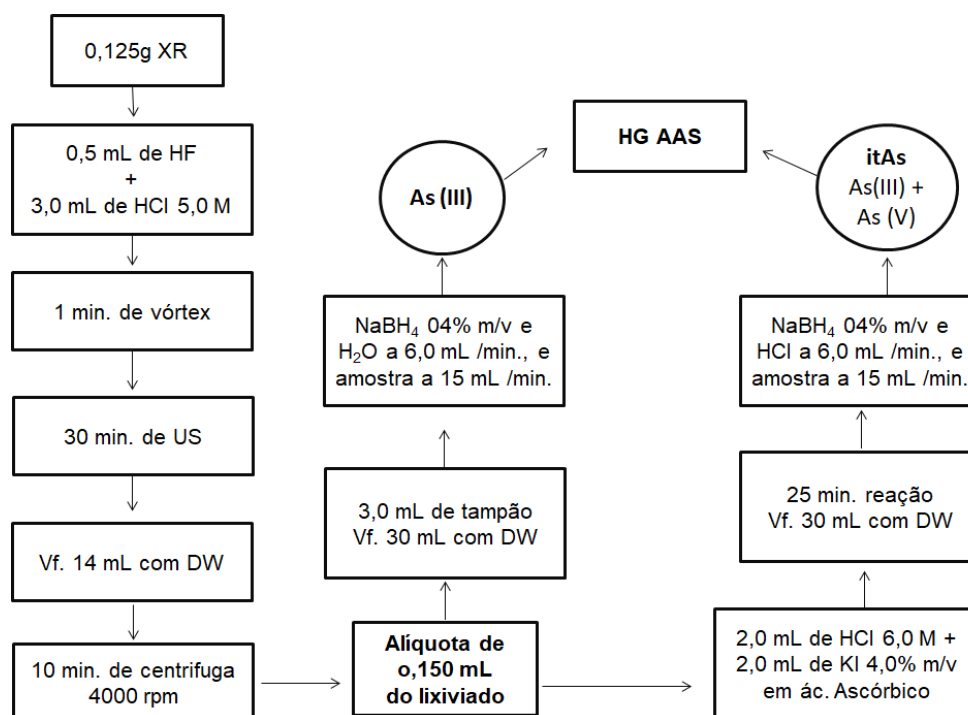 0,125g XR
0,5 mL de HF
+
3,0 mL de HCl 5,0 M
1 min. de vórtex
30 min. de US
Vf. 14 mL com DW
10 min. de centrifuga
4000 rpm
Alíquota de
o,150 mL
do lixiviado
3,0 mL de tampão
Vf. 30 mL com DW
NaBH₄ 04% m/v e
H₂O a 6,0 mL /min., e
amostra a 15 mL /min.
As (III)
HG AAS
2,0 mL de HCl 6,0 M +
2,0 mL de KI 4,0% m/v
em ác. Ascórbico
25 min. reação
Vf. 30 mL com DW
NaBH₄ 04% m/v e
HCl a 6,0 mL /min., e
amostra a 15 mL /min.
itAs
As(III) +
As (V)